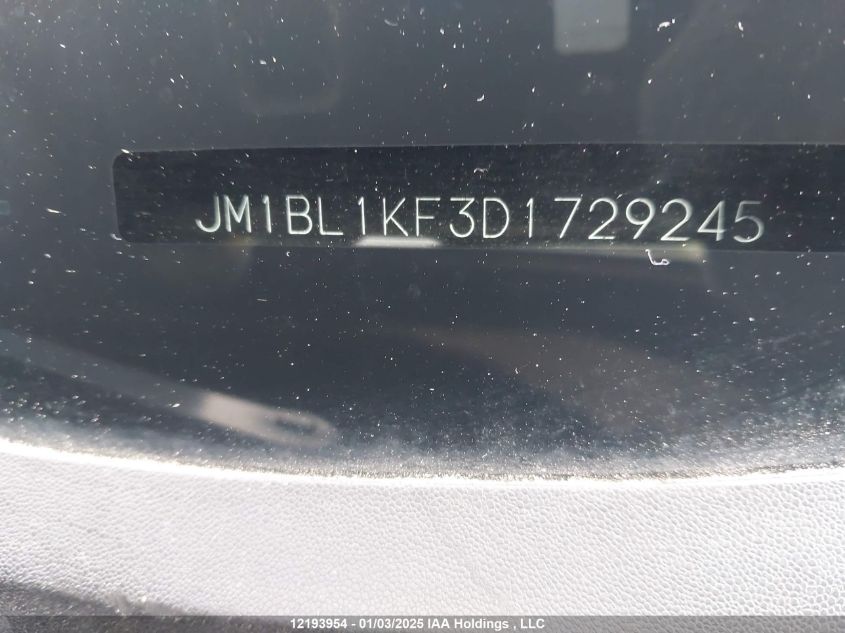 JM1BL1KF3D1729245
12193954 - 01/03/2025 IAA Holdings , LLC